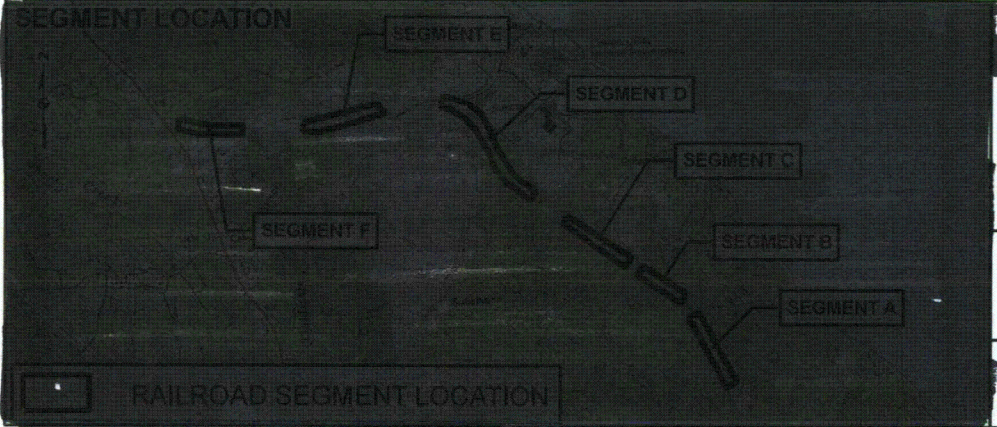 SEGMENT LOCATION
SEGMENT E
SEGMENT D
SEGMENT C
SEGMENT F
SEGMENT B
SEGMENT A
RAILROAD SEGMENT LOCATION